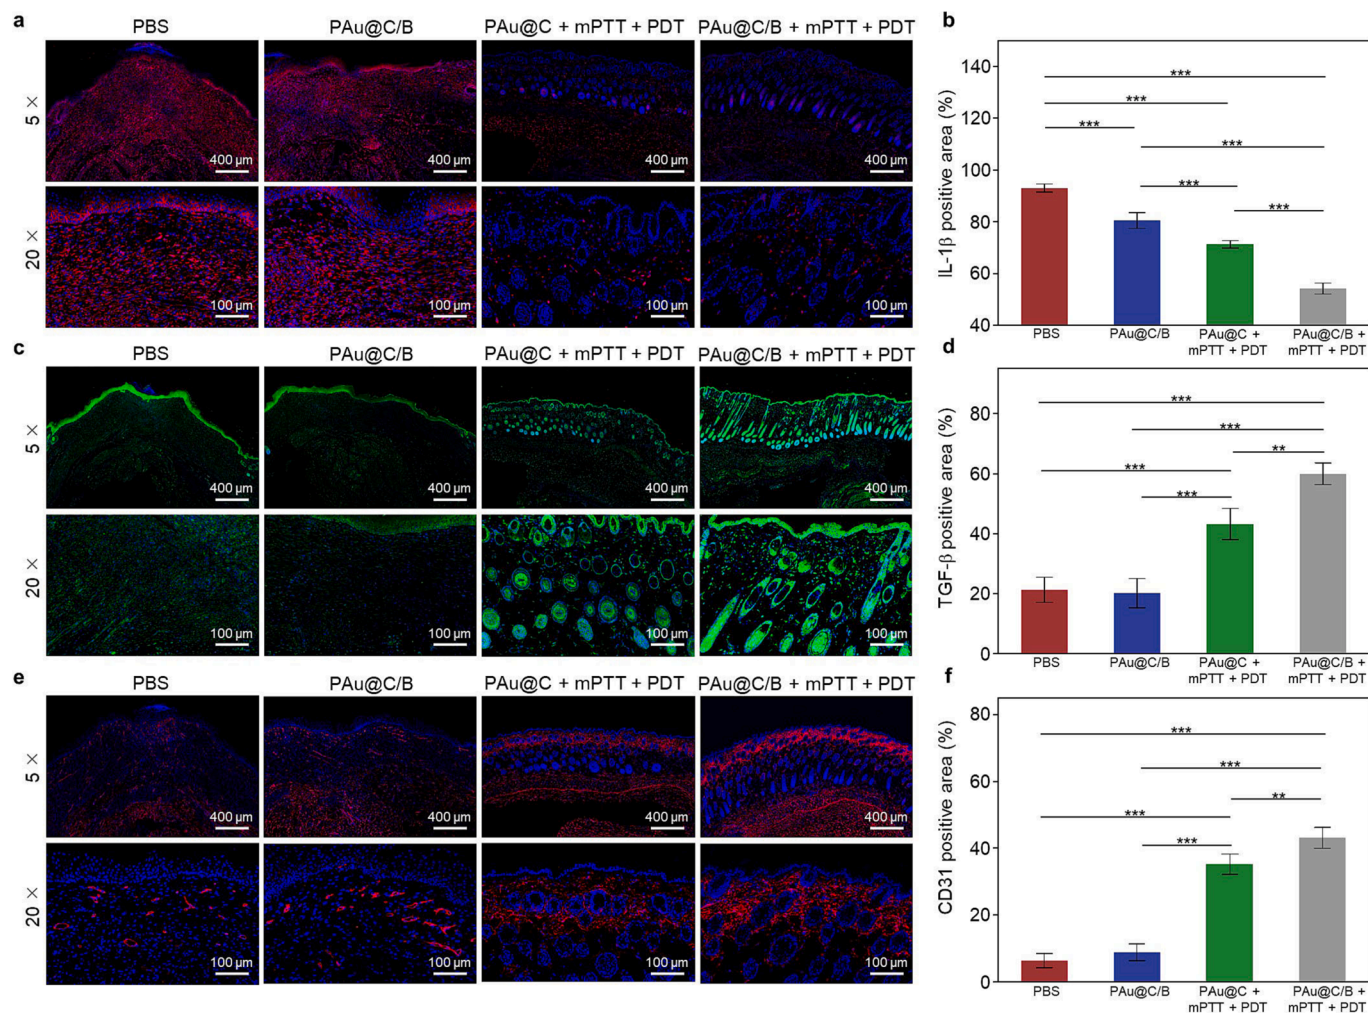 a
PBS
PAu@C/B
PAu@C + mPTT + PDT
PAu@C/B + mPTT + PDT
5 ×
400 µm
400 µm
400 µm
400 µm
20 ×
100 µm
100 µm
100 µm
100 µm
b
IL-1β positive area (%)
140
120
100
80
60
40
***
***
***
***
***
***
PBS
PAu@C/B
PAu@C +
mPTT + PDT
PAu@C/B +
mPTT + PDT
c
PBS
PAu@C/B
PAu@C + mPTT + PDT
PAu@C/B + mPTT + PDT
5 ×
400 µm
400 µm
400 µm
400 µm
20 ×
100 µm
100 µm
100 µm
100 µm
d
TGF-β positive area (%)
80
60
40
20
0
***
***
**
***
***
PBS
PAu@C/B
PAu@C +
mPTT + PDT
PAu@C/B +
mPTT + PDT
e
PBS
PAu@C/B
PAu@C + mPTT + PDT
PAu@C/B + mPTT + PDT
5 ×
400 µm
400 µm
400 µm
400 µm
20 ×
100 µm
100 µm
100 µm
100 µm
f
CD31 positive area (%)
80
60
40
20
0
***
***
**
***
***
PBS
PAu@C/B
PAu@C +
mPTT + PDT
PAu@C/B +
mPTT + PDT